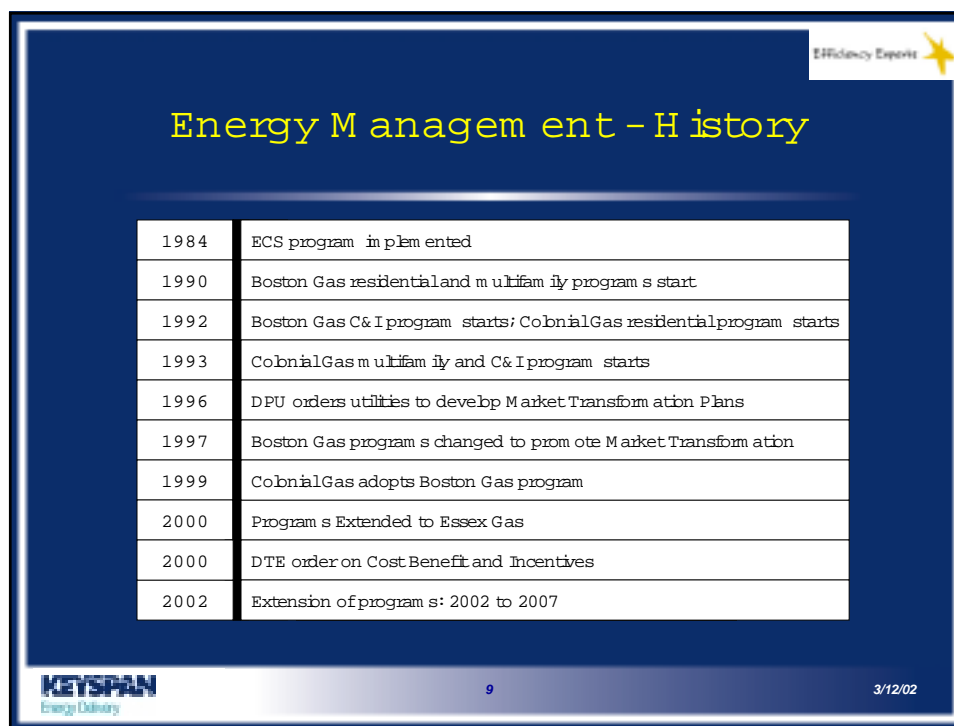 Efficiency Experts
Energy Management - History
1984 ECS program implemented
1990 Boston Gas residential and multifamily programs start
1992 Boston Gas C&I program starts; Colonial Gas residential program starts
1993 Colonial Gas multifamily and C&I program starts
1996 DPU orders utilities to develop Market Transformation Plans
1997 Boston Gas programs changed to promote Market Transformation
1999 Colonial Gas adopts Boston Gas program
2000 Programs Extended to Essex Gas
2000 DTE order on Cost Benefit and Incentives
2002 Extension of programs: 2002 to 2007
KEYSPAN
Energy Delivery
9
3/12/02